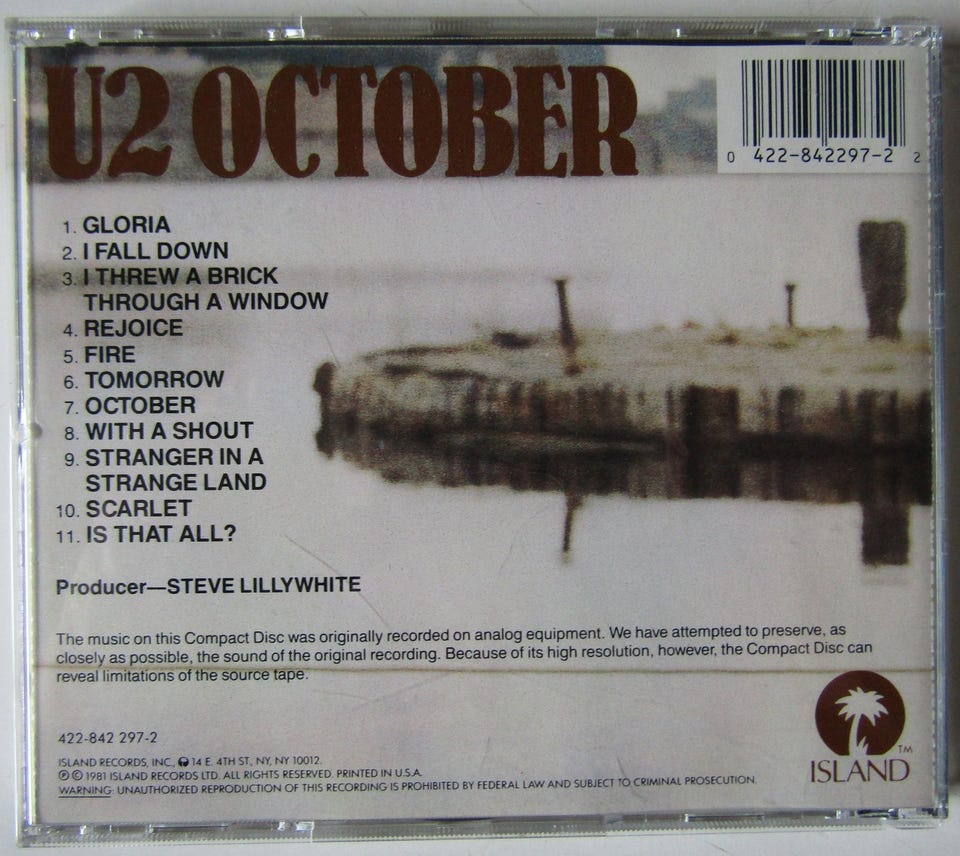 U2 OCTOBER
0 422-842297-2 2
1. GLORIA
2. I FALL DOWN
3. I THREW A BRICK
THROUGH A WINDOW
4. REJOICE
5. FIRE
6. TOMORROW
7. OCTOBER
8. WITH A SHOUT
9. STRANGER IN A
STRANGE LAND
10. SCARLET
11. IS THAT ALL?
Producer—STEVE LILLYWHITE
The music on this Compact Disc was originally recorded on analog equipment. We have attempted to preserve, as
closely as possible, the sound of the original recording. Because of its high resolution, however, the Compact Disc can
reveal limitations of the source tape.
422-842 297-2
ISLAND RECORDS, INC., 14 E. 4TH ST., NY, NY 10012.
℗ © 1981 ISLAND RECORDS LTD. ALL RIGHTS RESERVED. PRINTED IN U.S.A.
WARNING: UNAUTHORIZED REPRODUCTION OF THIS RECORDING IS PROHIBITED BY FEDERAL LAW AND SUBJECT TO CRIMINAL PROSECUTION.
TM
ISLAND